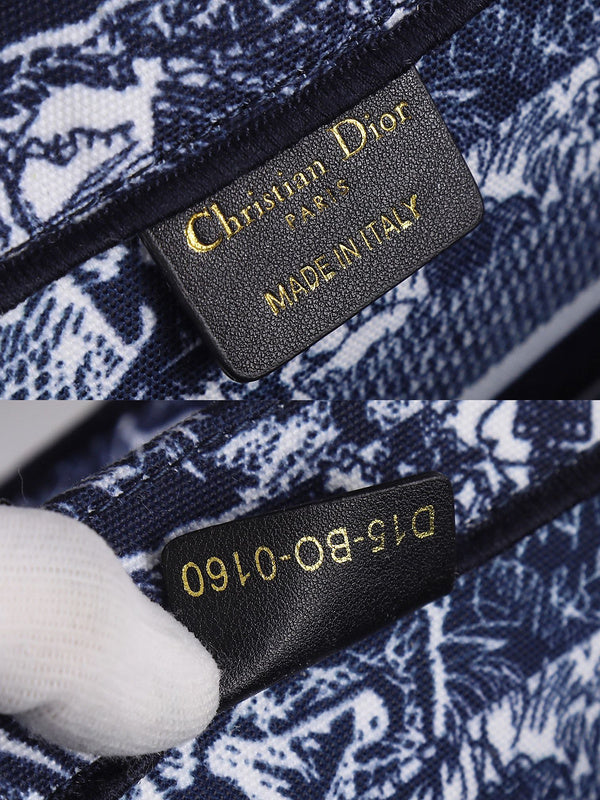 Christian Dior
PARIS
MADE IN ITALY
D15-BO-0160